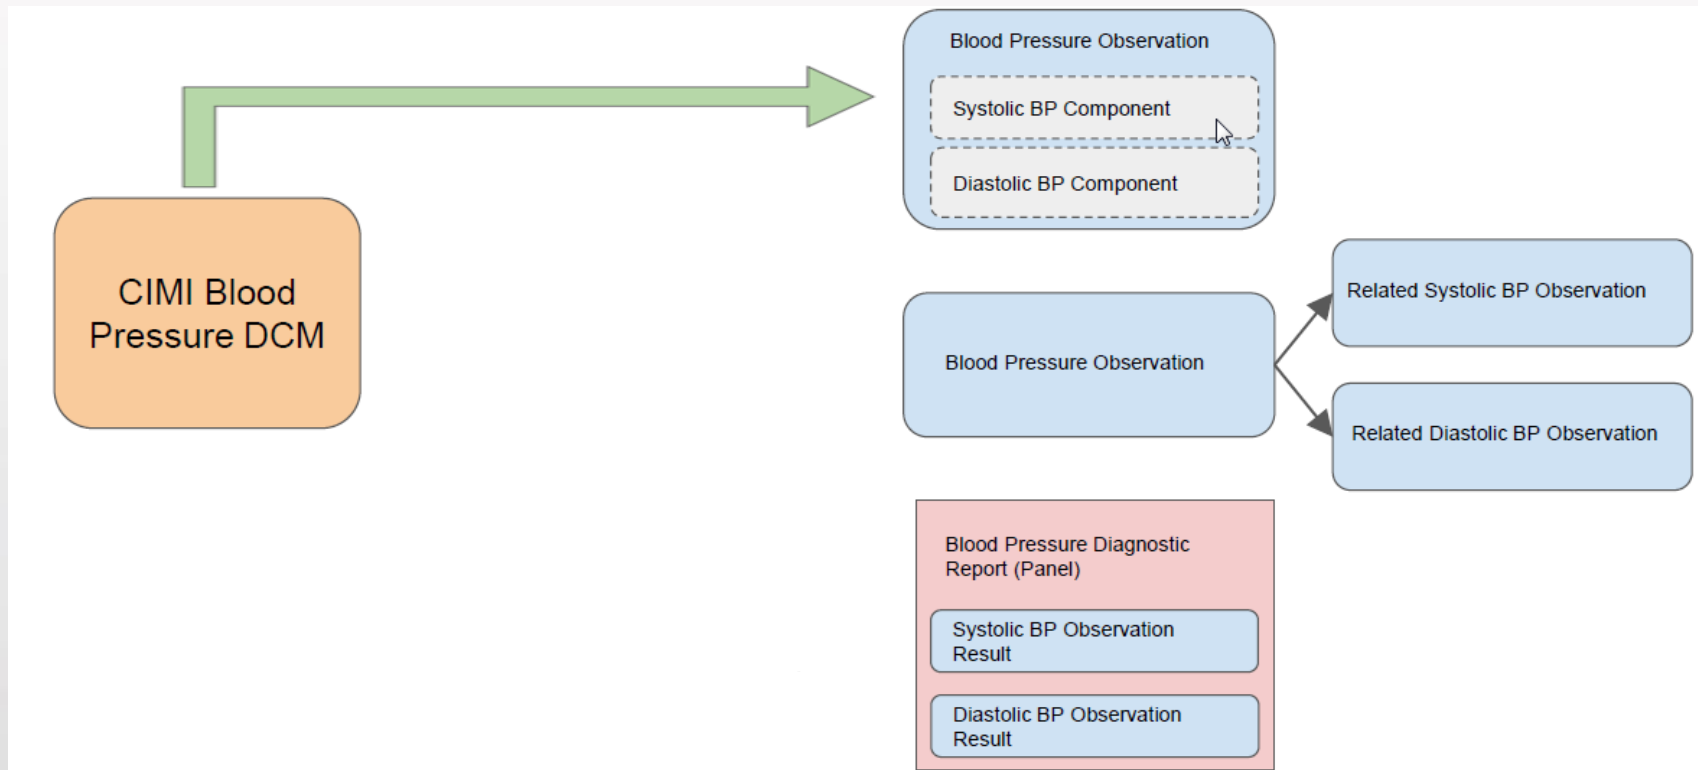 Blood Pressure Observation
Systolic BP Component
Diastolic BP Component
CIMI Blood
Pressure DCM
Related Systolic BP Observation
Blood Pressure Observation
Related Diastolic BP Observation
Blood Pressure Diagnostic
Report (Panel)
Systolic BP Observation
Result
Diastolic BP Observation
Result